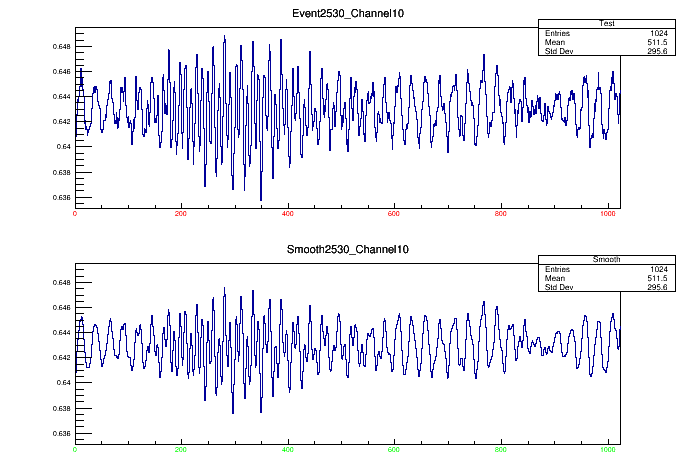 Event2530_Channel10
Test
Entries 1024
Mean 511.5
Std Dev 295.6
0.648
0.646
0.644
0.642
0.64
0.638
0.636
0 200 400 600 800 1000
Smooth2530_Channel10
Smooth
Entries 1024
Mean 511.5
Std Dev 295.6
0.648
0.646
0.644
0.642
0.64
0.638
0.636
0 200 400 600 800 1000